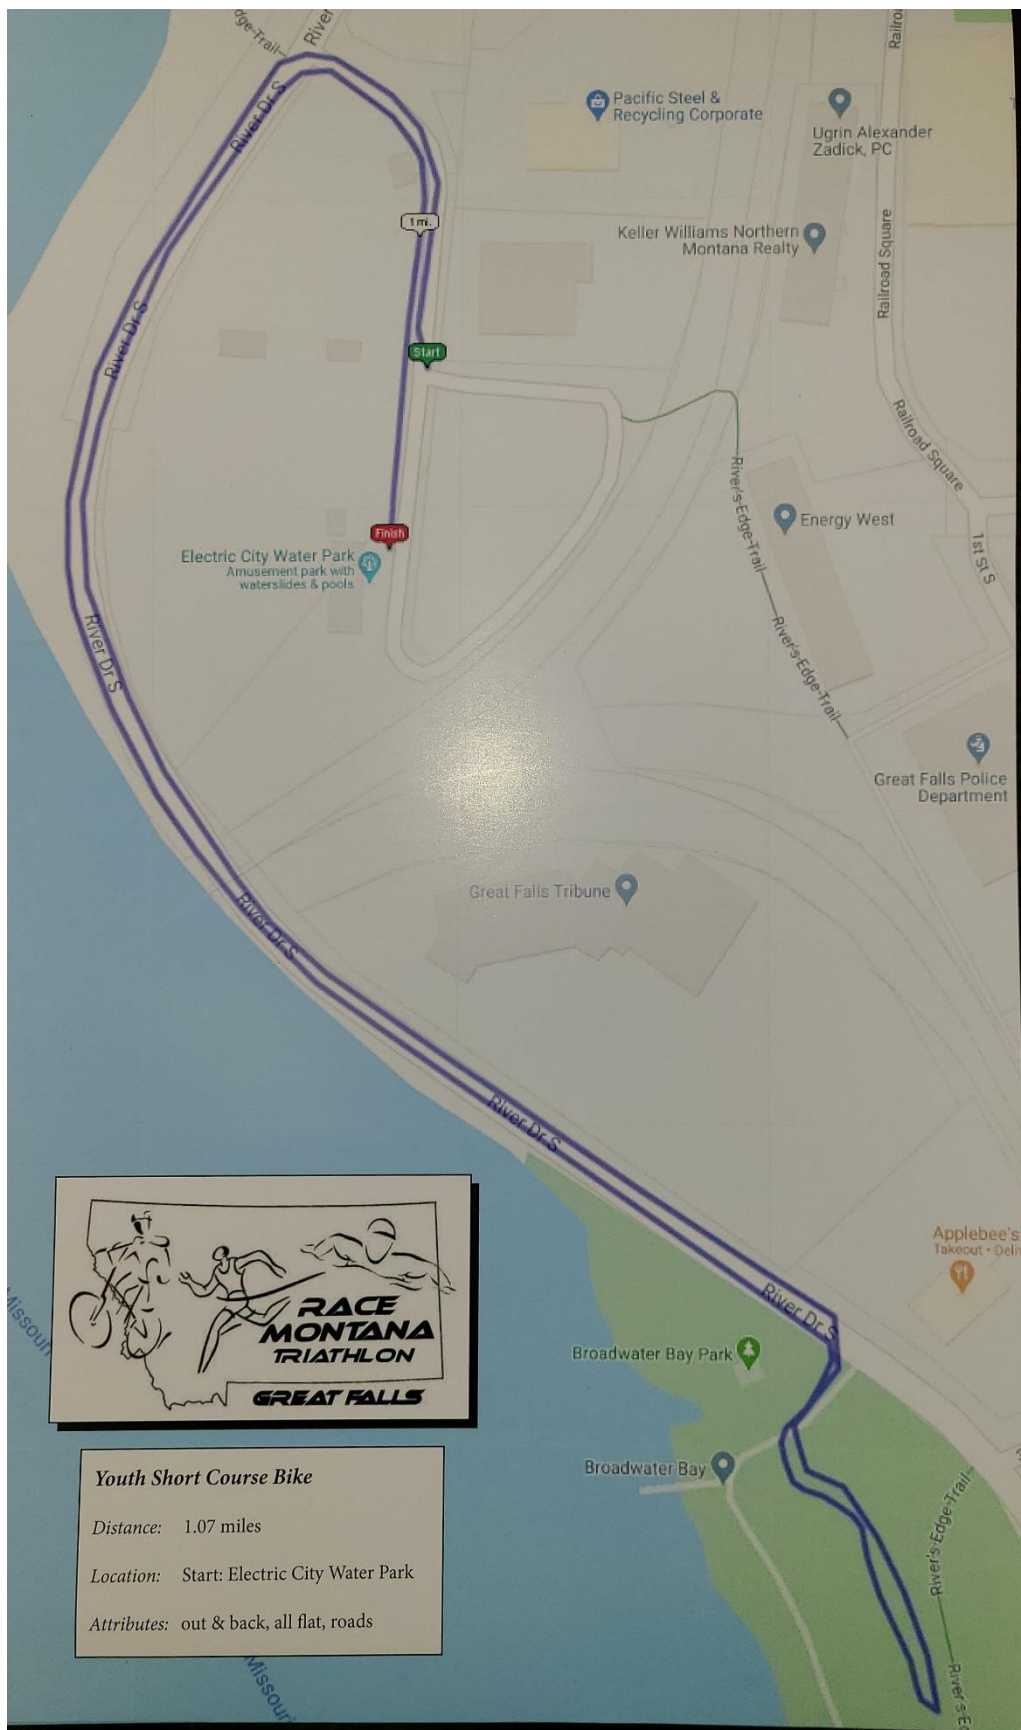 River
River Dr S
Pacific Steel &
Recycling Corporate
Ugrin Alexander
Zadick, PC
1 mi.
Keller Williams Northern
Montana Realty
Railroad Square
River Dr S
Start
Railroad Square
River's-Edge-Trail
Energy West
Finish
Electric City Water Park
Amusement park with
waterslides & pools
1st St S
River Dr S
River's-Edge-Trail
Great Falls Police
Department
Great Falls Tribune
River Dr S
River Dr S
Applebee's
Takeout •
Missouri
RACE
MONTANA
TRIATHLON
GREAT FALLS
River Dr S
Broadwater Bay Park
Broadwater Bay
River's-Edge-Trail
Youth Short Course Bike
Distance: 1.07 miles
Location: Start: Electric City Water Park
Attributes: out & back, all flat, roads
Missouri